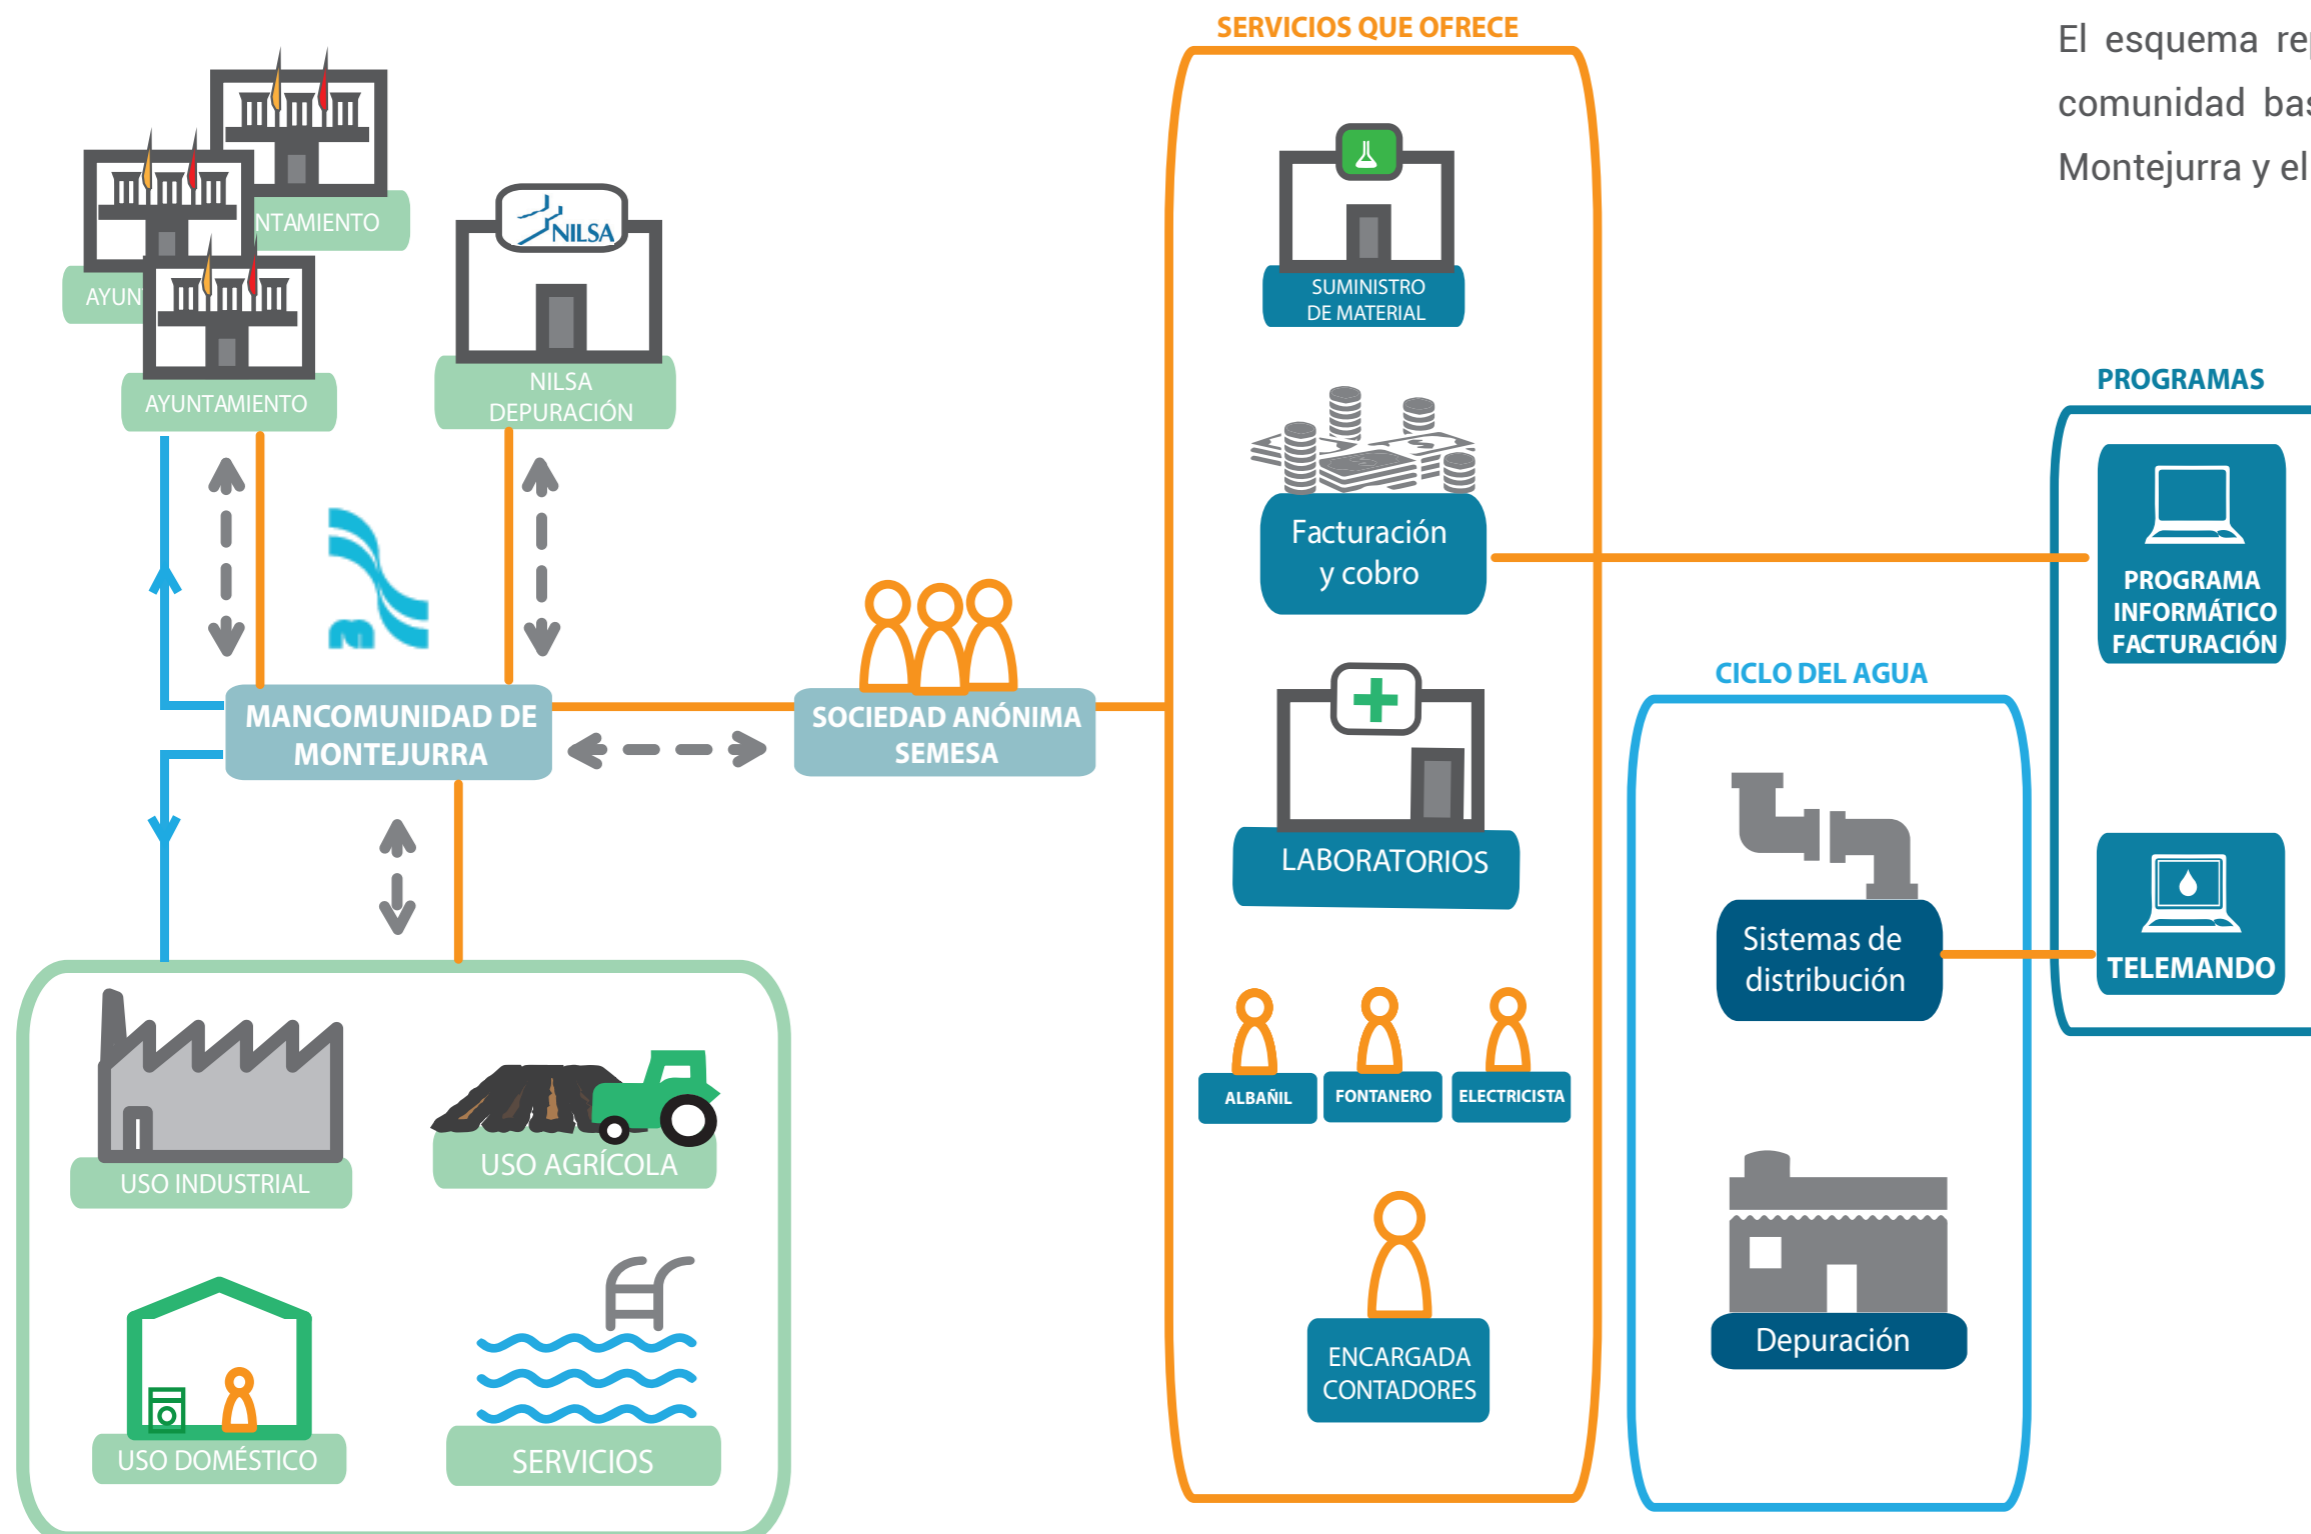 SERVICIOS QUE OFRECE
El esquema rep
comunidad bas
Montejurra y el
NTAMIENTO
AYUN
AYUNTAMIENTO
NILSA
NILSA
DEPURACIÓN
SUMINISTRO
DE MATERIAL
PROGRAMAS
Facturación
y cobro
PROGRAMA
INFORMÁTICO
FACTURACIÓN
MANCOMUNIDAD DE
MONTEJURRA
SOCIEDAD ANÓNIMA
SEMESA
CICLO DEL AGUA
LABORATORIOS
Sistemas de
distribución
TELEMANDO
ALBAÑIL
FONTANERO
ELECTRICISTA
USO INDUSTRIAL
USO AGRÍCOLA
Depuración
ENCARGADA
CONTADORES
USO DOMÉSTICO
SERVICIOS